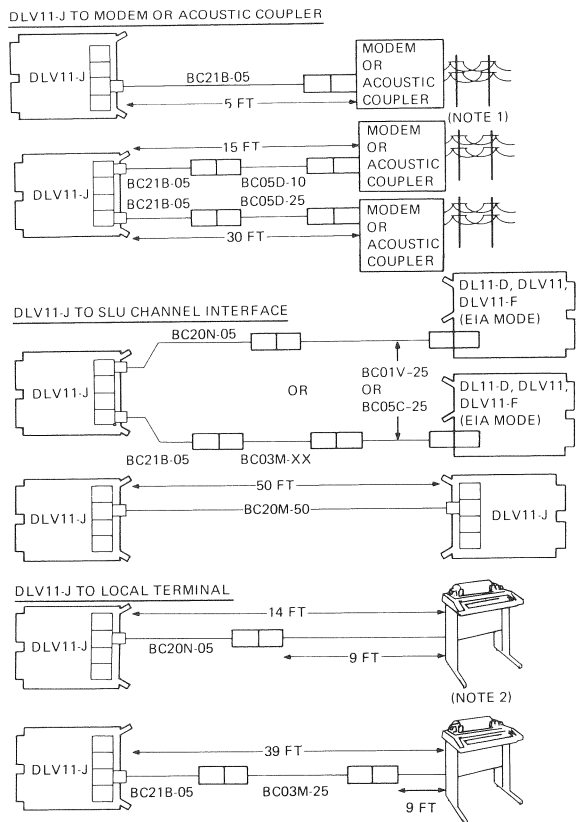 DLV11-J TO MODEM OR ACOUSTIC COUPLER
DLV11-J
BC21B-05
5 FT
MODEM
OR
ACOUSTIC
COUPLER
(NOTE 1)
DLV11-J
15 FT
BC21B-05
BC05D-10
BC21B-05
BC05D-25
30 FT
MODEM
OR
ACOUSTIC
COUPLER
MODEM
OR
ACOUSTIC
COUPLER
DLV11-J TO SLU CHANNEL INTERFACE
DLV11-J
BC20N-05
OR
BC01V-25
OR
BC05C-25
BC21B-05
BC03M-XX
DL11-D, DLV11,
DLV11-F
(EIA MODE)
DL11-D, DLV11,
DLV11-F
(EIA MODE)
DLV11-J
50 FT
BC20M-50
DLV11-J
DLV11-J TO LOCAL TERMINAL
DLV11-J
14 FT
BC20N-05
9 FT
(NOTE 2)
DLV11-J
39 FT
BC21B-05
BC03M-25
9 FT